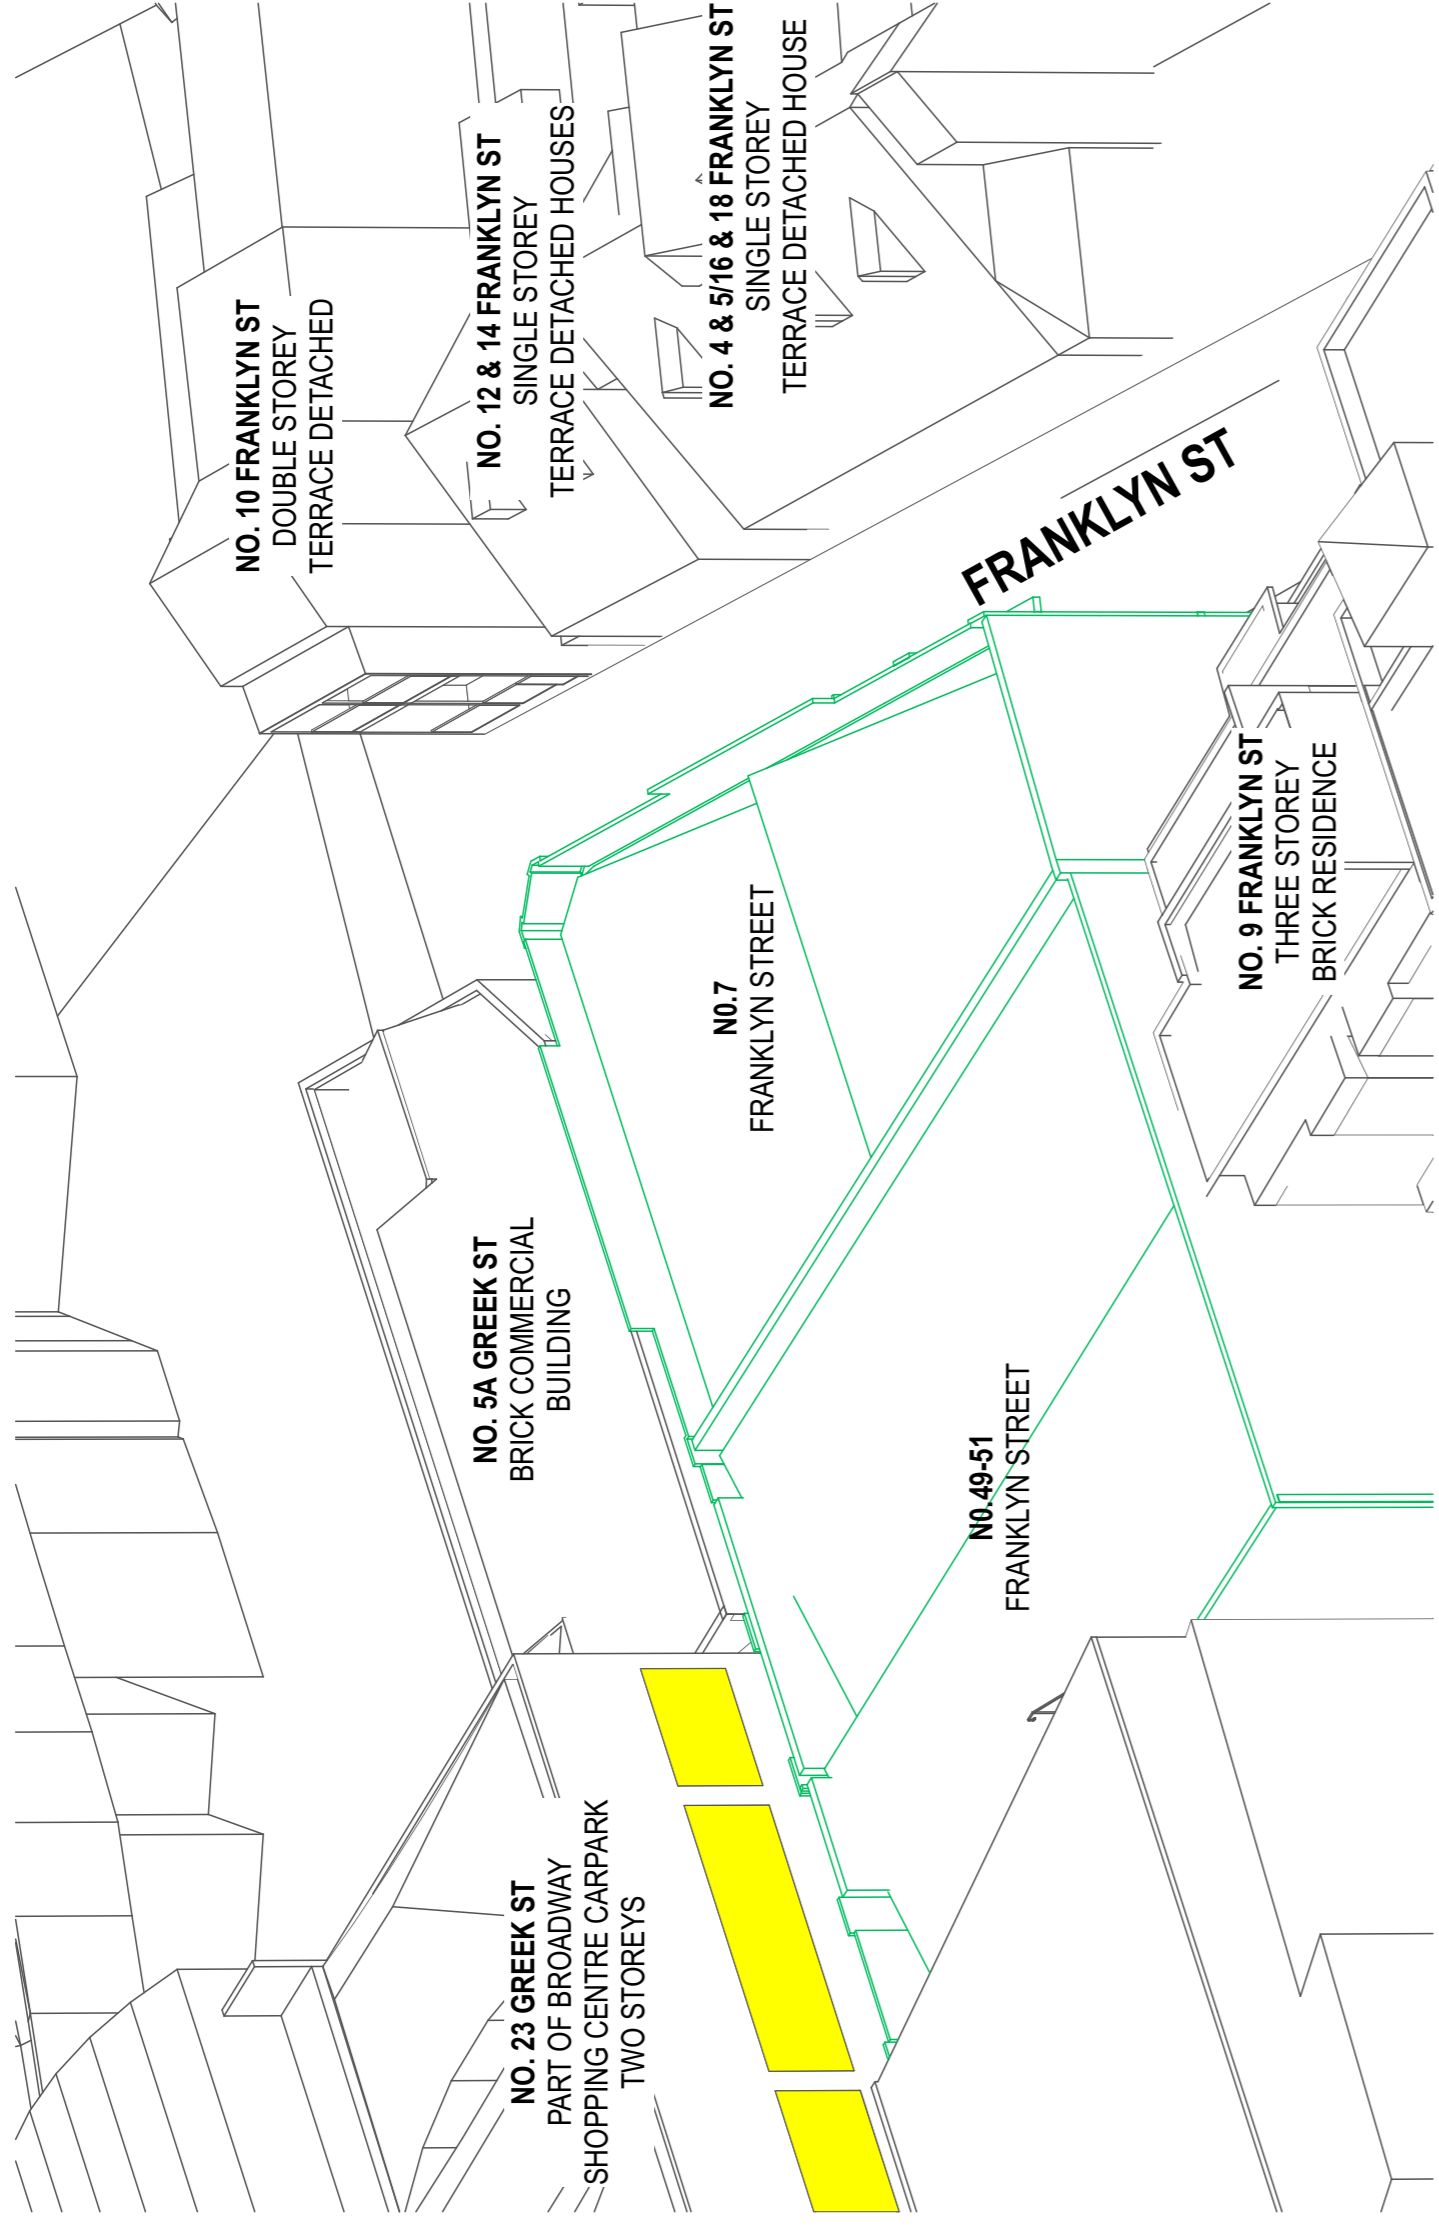 NO. 10 FRANKLYN ST
DOUBLE STOREY
TERRACE DETACHED
NO. 12 & 14 FRANKLYN ST
SINGLE STOREY
TERRACE DETACHED HOUSES
NO. 4 & 5/16 & 18 FRANKLYN ST
SINGLE STOREY
TERRACE DETACHED HOUSE
FRANKLYN ST
NO. 5A GREEK ST
BRICK COMMERCIAL
BUILDING
N0.7
FRANKLYN STREET
NO. 9 FRANKLYN ST
THREE STOREY
BRICK RESIDENCE
NO. 23 GREEK ST
PART OF BROADWAY
SHOPPING CENTRE CARPARK
TWO STOREYS
N0.49-51
FRANKLYN STREET